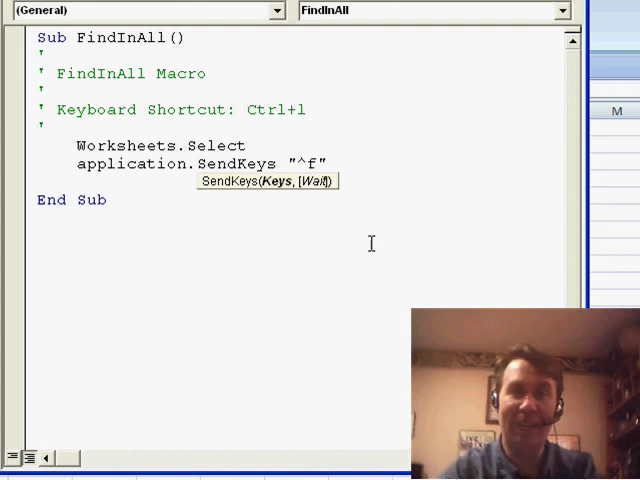 (General) FindInAll
Sub FindInAll()
'
' FindInAll Macro
'
' Keyboard Shortcut: Ctrl+l
'
Worksheets.Select
application.SendKeys "^f"
SendKeys(Keys, [Wait])
End Sub
M